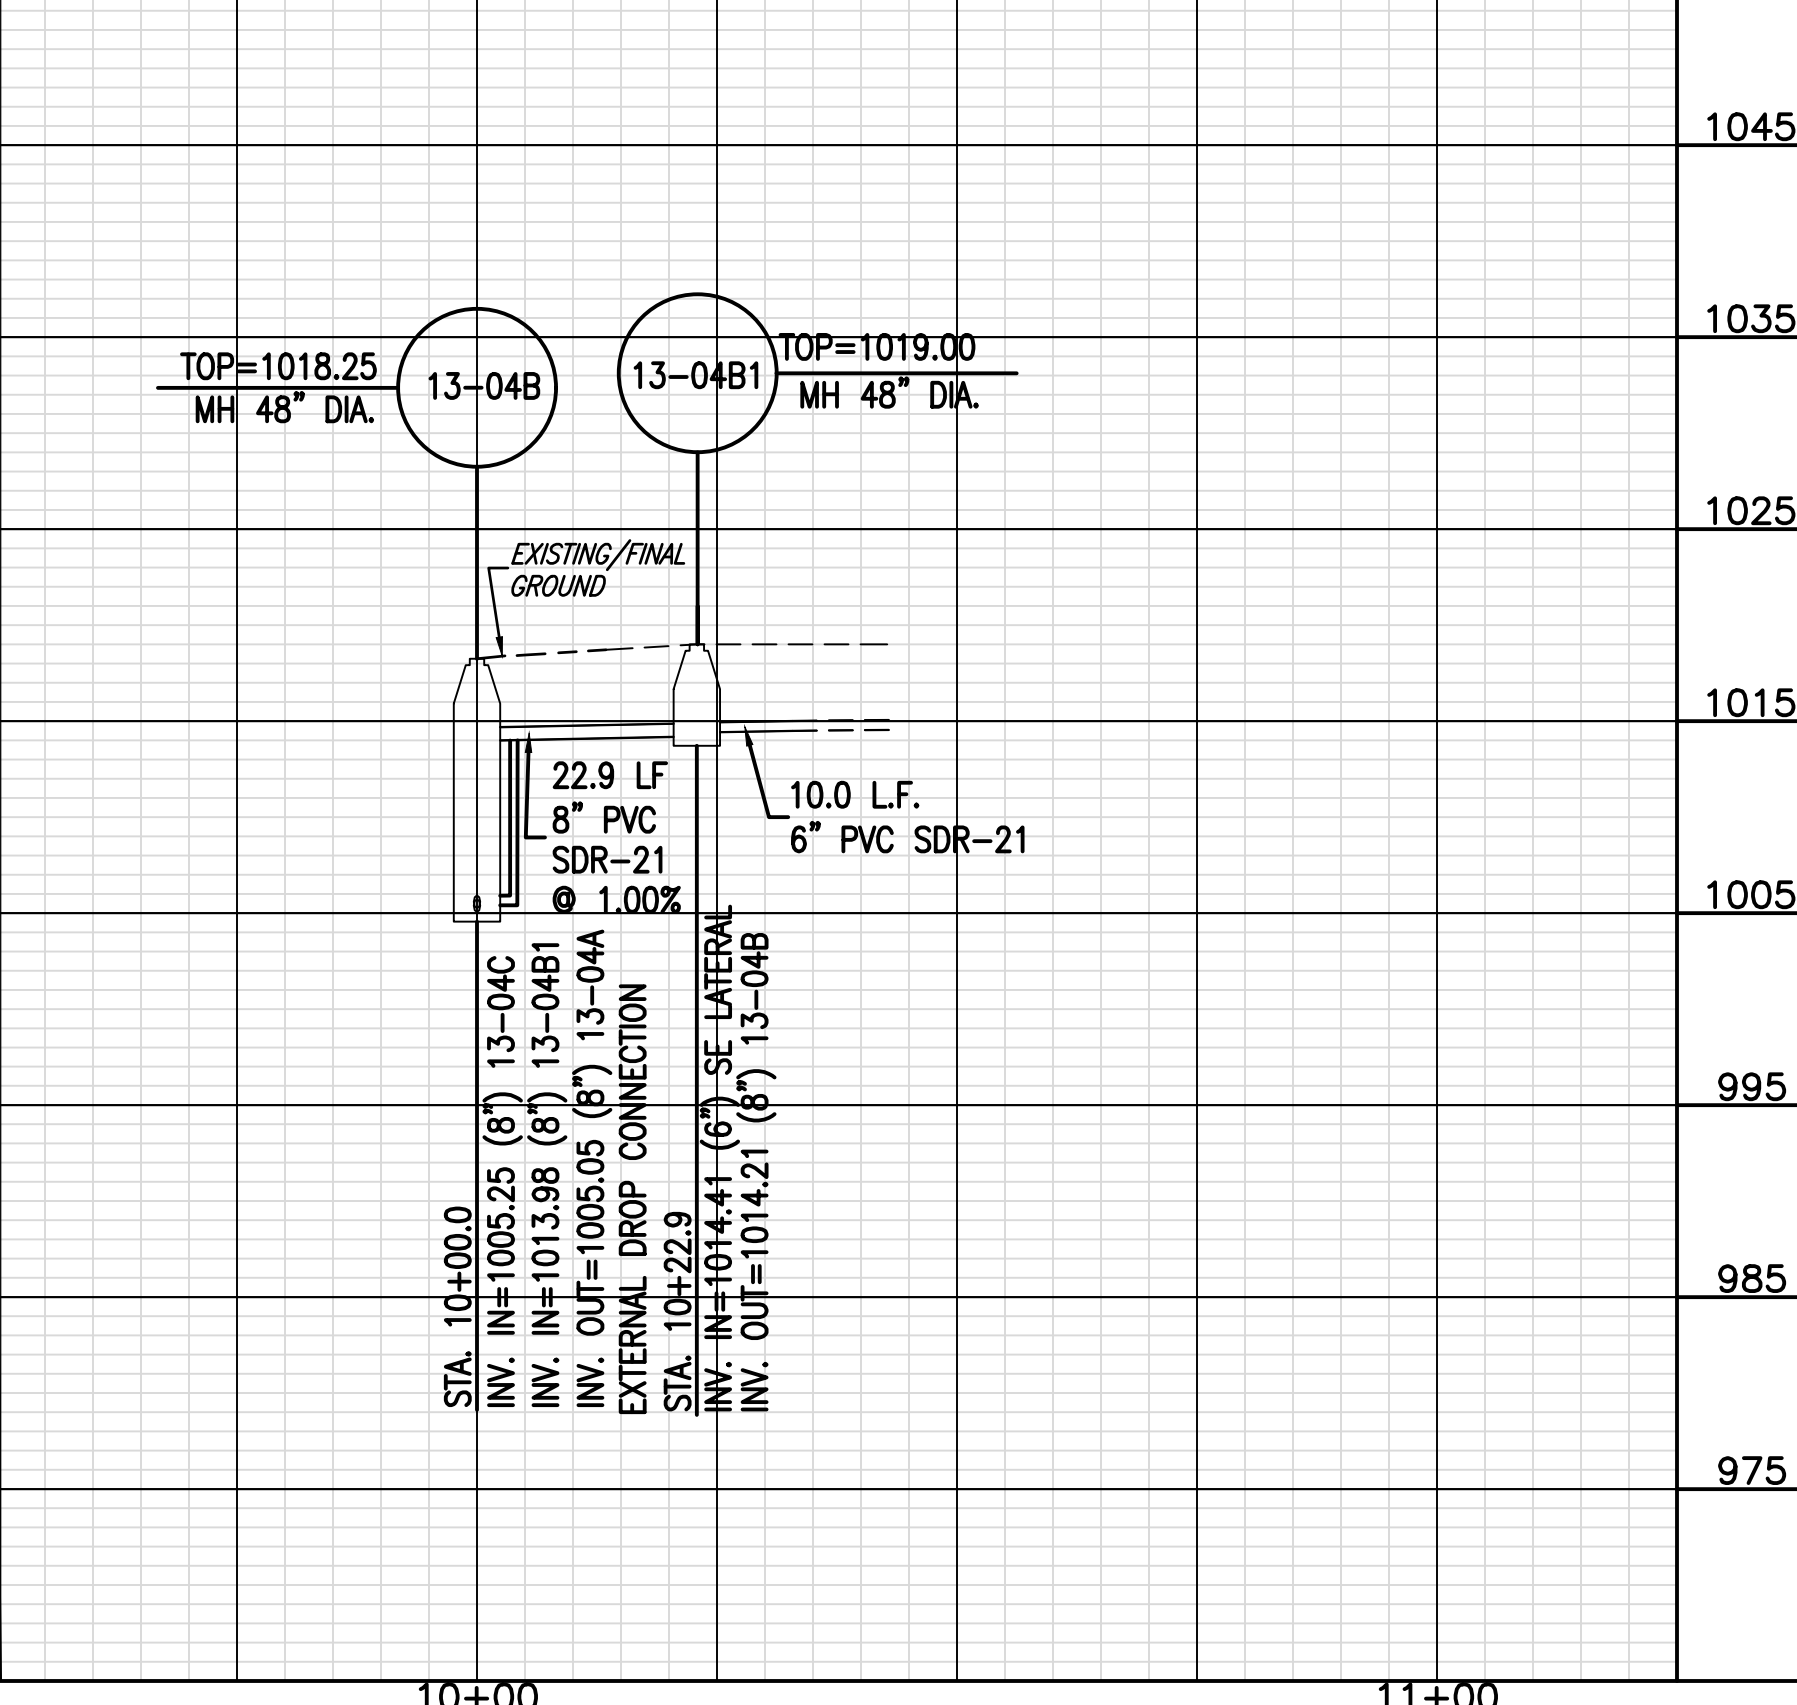 1045
1035
1025
1015
1005
995
985
975
TOP=1018.25
MH 48" DIA.
13-04B
13-04B1
TOP=1019.00
MH 48" DIA.
EXISTING/FINAL
GROUND
22.9 LF
8" PVC
SDR-21
@ 1.00%
10.0 L.F.
6" PVC SDR-21
STA. 10+00.0
INV. IN=1005.25 (8") 13-04C
INV. IN=1013.98 (8") 13-04B1
INV. OUT=1005.05 (8") 13-04A
EXTERNAL DROP CONNECTION
STA. 10+22.9
INV. IN=1014.41 (6") SE LATERAL
INV. OUT=1014.21 (8") 13-04B
10+00
11+00